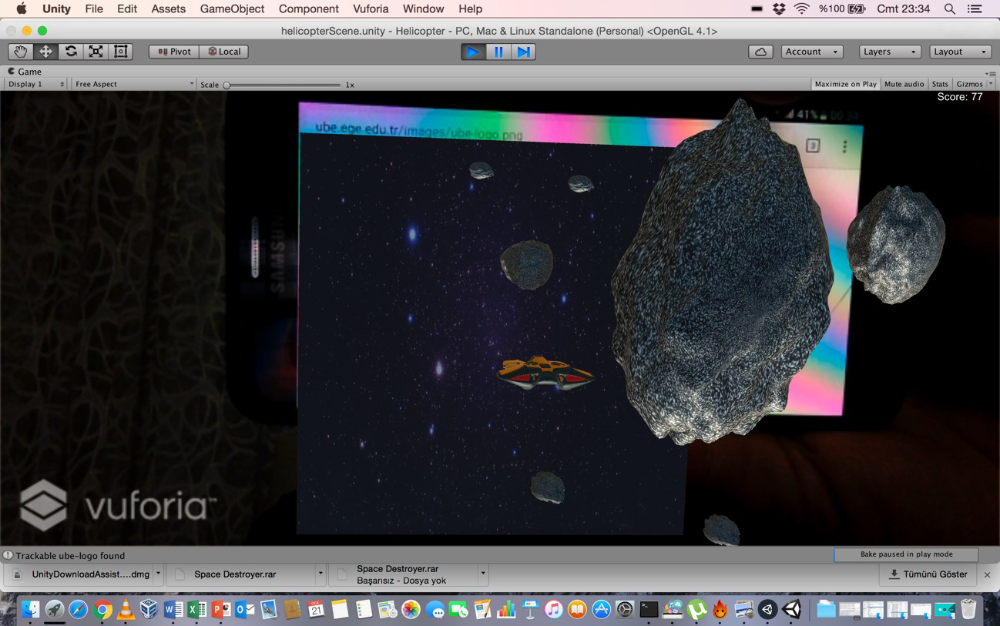 Unity File Edit Assets GameObject Component Vuforia Window Help %100 Cmt 23:34
helicopterScene.unity - Helicopter - PC, Mac & Linux Standalone (Personal) <OpenGL 4.1>
Pivot Local Account Layers Layout
Game
Display 1 Free Aspect Scale 1x Maximize on Play Mute audio Stats Gizmos
Score: 77
41% 00:34
ube.ege.edu.tr/images/ube-logo.png
3
SAMSUNG
vuforia™
Trackable ube-logo found
Bake paused in play mode
UnityDownloadAssist....dmg Space Destroyer.rar Space Destroyer.rar Tümünü Göster
Başarısız - Dosya yok
21